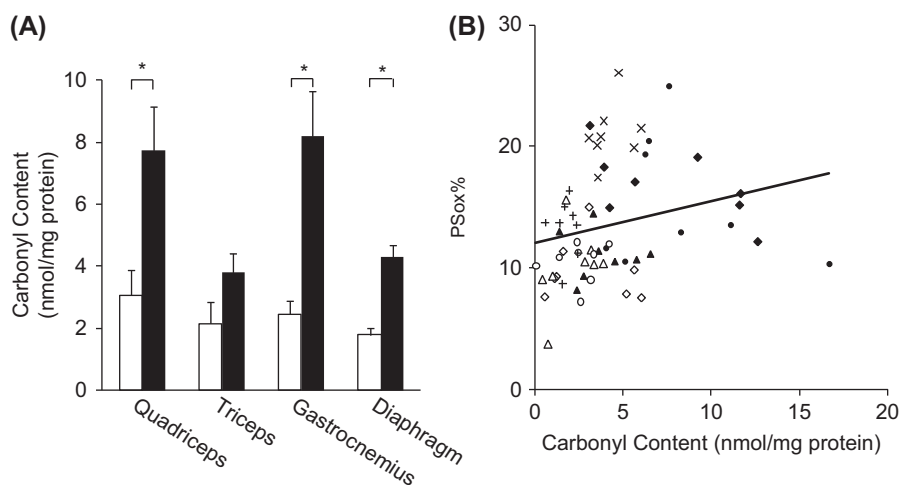 (A)
Carbonyl Content
(nmol/mg protein)
10
8
6
4
2
0
*
*
*
Quadriceps
Triceps
Gastrocnemius
Diaphragm
(B)
PSox%
30
20
10
0
0
5
10
15
20
Carbonyl Content (nmol/mg protein)